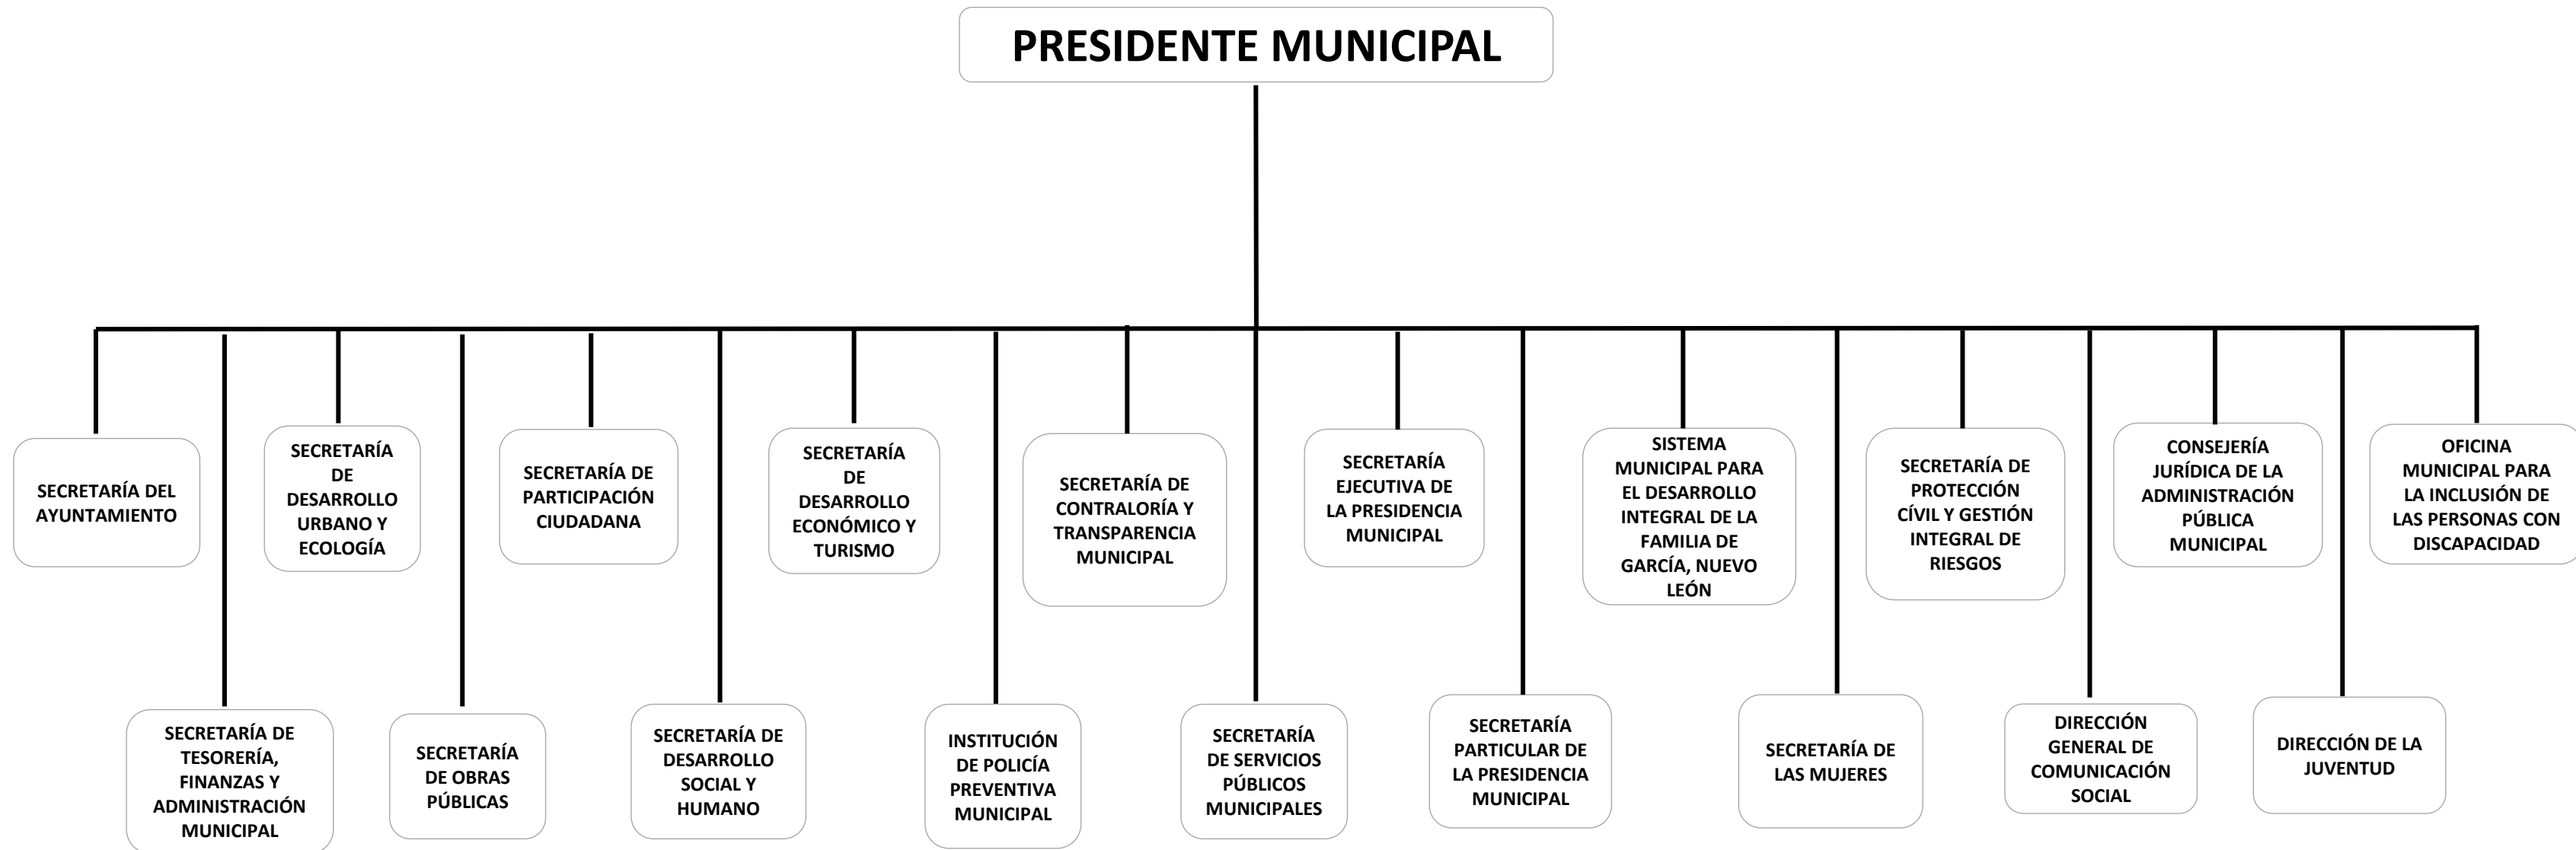 PRESIDENTE MUNICIPAL
SECRETARÍA DEL
AYUNTAMIENTO
SECRETARÍA
DE
DESARROLLO
URBANO Y
ECOLOGÍA
SECRETARÍA DE
PARTICIPACIÓN
CIUDADANA
SECRETARÍA
DE
DESARROLLO
ECONÓMICO Y
TURISMO
SECRETARÍA DE
CONTRALORÍA Y
TRANSPARENCIA
MUNICIPAL
SECRETARÍA
EJECUTIVA DE
LA PRESIDENCIA
MUNICIPAL
SISTEMA
MUNICIPAL PARA
EL DESARROLLO
INTEGRAL DE LA
FAMILIA DE
GARCÍA, NUEVO
LEÓN
SECRETARÍA DE
PROTECCIÓN
CÍVIL Y GESTIÓN
INTEGRAL DE
RIESGOS
CONSEJERÍA
JURÍDICA DE LA
ADMINISTRACIÓN
PÚBLICA
MUNICIPAL
OFICINA
MUNICIPAL PARA
LA INCLUSIÓN DE
LAS PERSONAS CON
DISCAPACIDAD
SECRETARÍA DE
TESORERÍA,
FINANZAS Y
ADMINISTRACIÓN
MUNICIPAL
SECRETARÍA
DE OBRAS
PÚBLICAS
SECRETARÍA DE
DESARROLLO
SOCIAL Y
HUMANO
INSTITUCIÓN
DE POLICÍA
PREVENTIVA
MUNICIPAL
SECRETARÍA
DE SERVICIOS
PÚBLICOS
MUNICIPALES
SECRETARÍA
PARTICULAR DE
LA PRESIDENCIA
MUNICIPAL
SECRETARÍA DE
LAS MUJERES
DIRECCIÓN
GENERAL DE
COMUNICACIÓN
SOCIAL
DIRECCIÓN DE LA
JUVENTUD